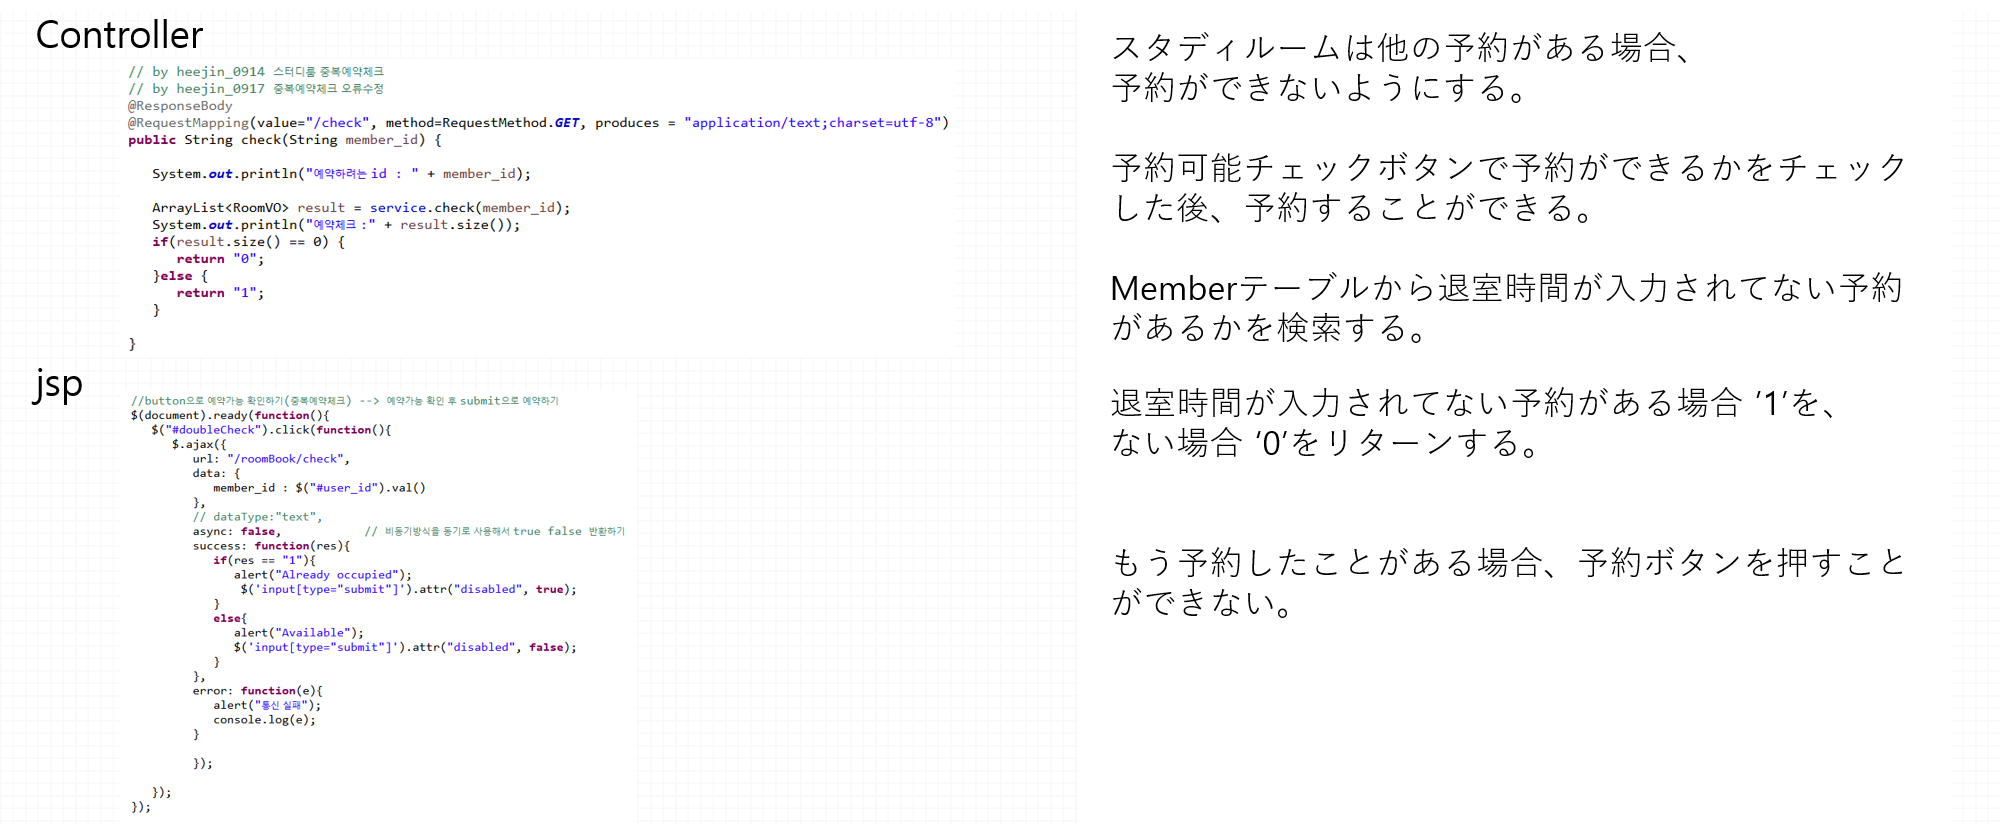 Controller
// by heejin_0914 스터디룸 중복예약체크
// by heejin_0917 중복예약체크 오류수정
@ResponseBody
@RequestMapping(value="/check", method=RequestMethod.GET, produces = "application/text;charset=utf-8")
public String check(String member_id) {
System.out.println("예약하려는 id : " + member_id);
ArrayList<RoomVO> result = service.check(member_id);
System.out.println("예약체크 :" + result.size());
if(result.size() == 0) {
return "0";
}else {
return "1";
}
}
jsp
//button으로 예약가능 확인하기(중복예약체크) --> 예약가능 확인 후 submit으로 예약하기
$(document).ready(function(){
$("#doubleCheck").click(function(){
$.ajax({
url: "/roomBook/check",
data: {
member_id : $("#user_id").val()
},
// dataType:"text",
async: false, // 비동기방식을 동기로 사용해서 true false 반환하기
success: function(res){
if(res == "1"){
alert("Already occupied");
$('input[type="submit"]').attr("disabled", true);
}
else{
alert("Available");
$('input[type="submit"]').attr("disabled", false);
}
},
error: function(e){
alert("통신 실패");
console.log(e);
}
});
});
});
スタディルームは他の予約がある場合、
予約ができないようにする。
予約可能チェックボタンで予約ができるかをチェック
した後、予約することができる。
Memberテーブルから退室時間が入力されてない予約
があるかを検索する。
退室時間が入力されてない予約がある場合 ’1’を、
ない場合 ‘0’をリターンする。
もう予約したことがある場合、予約ボタンを押すこと
ができない。